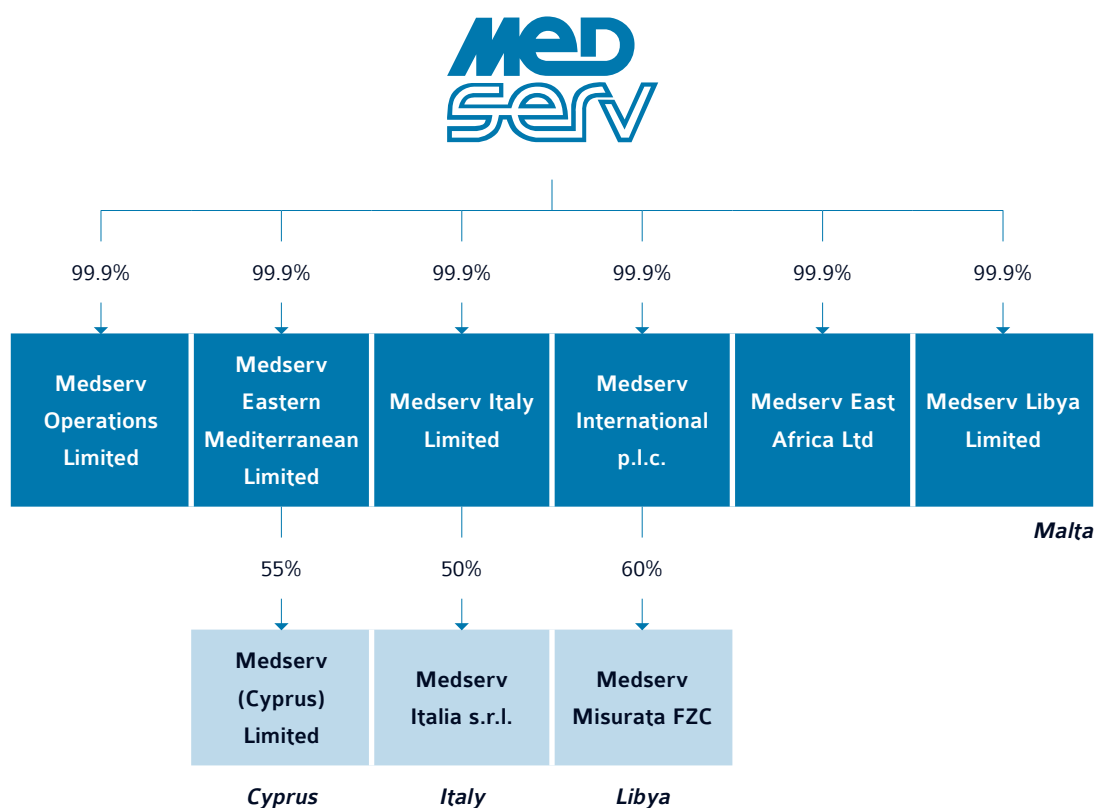 MED
serv
99.9% 99.9% 99.9% 99.9% 99.9% 99.9%
Medserv
Operations
Limited
Medserv
Eastern
Mediterranean
Limited
Medserv Italy
Limited
Medserv
International
p.l.c.
Medserv East
Africa Ltd
Medserv Libya
Limited
Malta
55% 50% 60%
Medserv
(Cyprus)
Limited
Medserv
Italia s.r.l.
Medserv
Misurata FZC
Cyprus Italy Libya